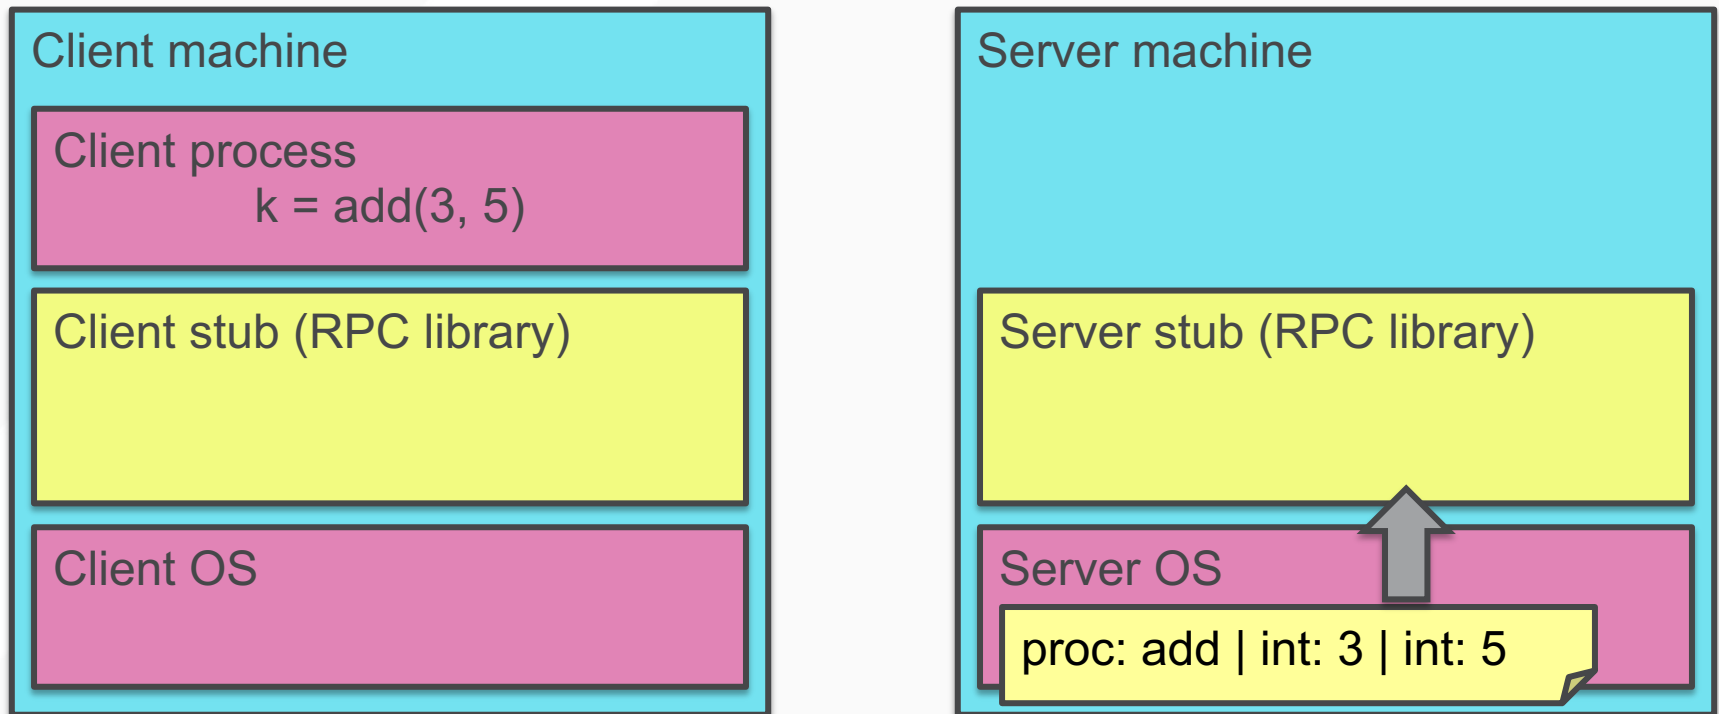 Client machine
Client process
k = add(3, 5)
Client stub (RPC library)
Client OS
Server machine
Server stub (RPC library)
Server OS
proc: add | int: 3 | int: 5